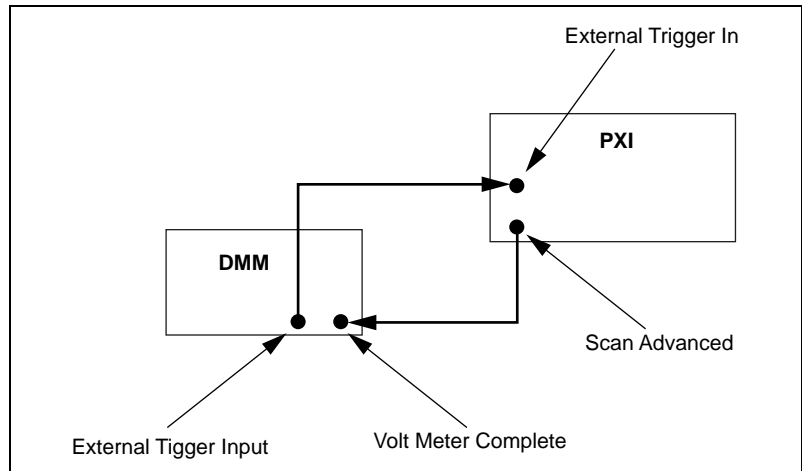 External Trigger In
PXI
DMM
Scan Advanced
External Tigger Input
Volt Meter Complete